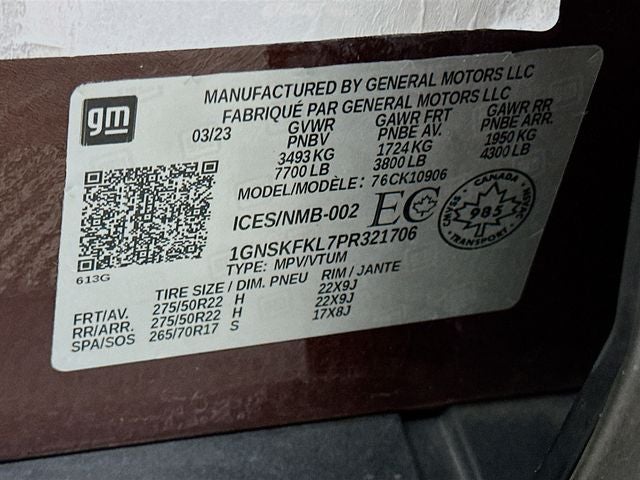 gm
MANUFACTURED BY GENERAL MOTORS LLC
FABRIQUÉ PAR GENERAL MOTORS LLC
03/23 GVWR GAWR FRT GAWR RR
PNBV PNBE AV. PNBE ARR.
3493 KG 1724 KG 1950 KG
7700 LB 3800 LB 4300 LB
MODEL/MODÈLE: 76CK10906
ICES/NMB-002 EC
CANADA
985
TRANSPORT
1GNSKFKL7PR321706
TYPE: MPV/VTUM
613G
TIRE SIZE / DIM. PNEU RIM / JANTE
FRT/AV. 275/50R22 H 22X9J
RR/ARR. 275/50R22 H 22X9J
SPA/SOS 265/70R17 S 17X8J